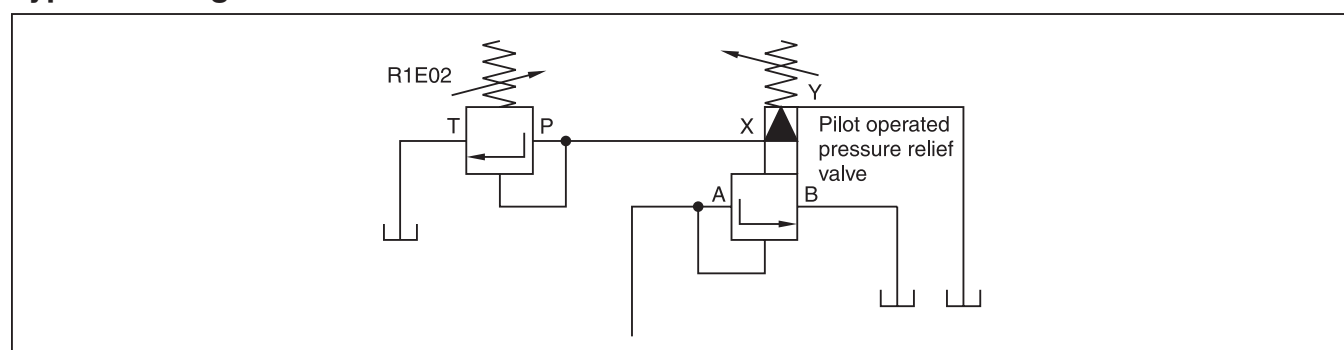 R1E02
T
P
X
Y
Pilot operated
pressure relief
valve
A
B